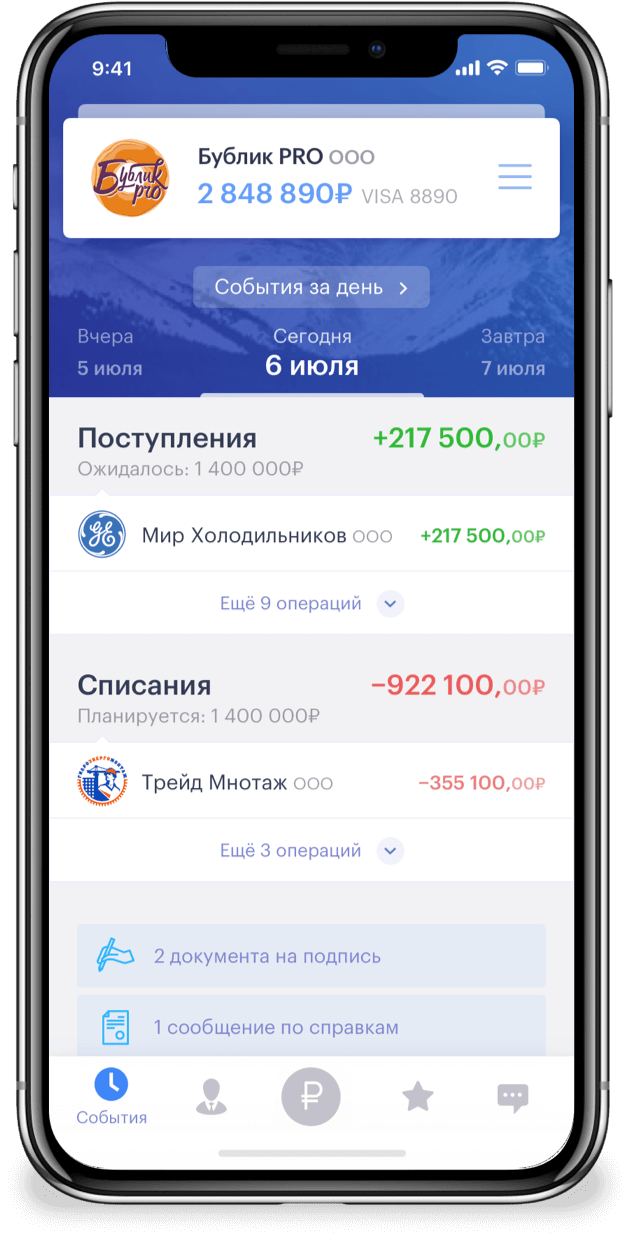 9:41
Бублик PRO
Бублик PRO ООО
2 848 890₽ VISA 8890
События за день
Вчера
5 июля
Сегодня
6 июля
Завтра
7 июля
Поступления +217 500,00₽
Ожидалось: 1 400 000₽
GE
Мир Холодильников ООО +217 500,00₽
Ещё 9 операций
Списания −922 100,00₽
Планируется: 1 400 000₽
Трейд Мнотаж ООО −355 100,00₽
Ещё 3 операций
2 документа на подпись
1 сообщение по справкам
₽
События